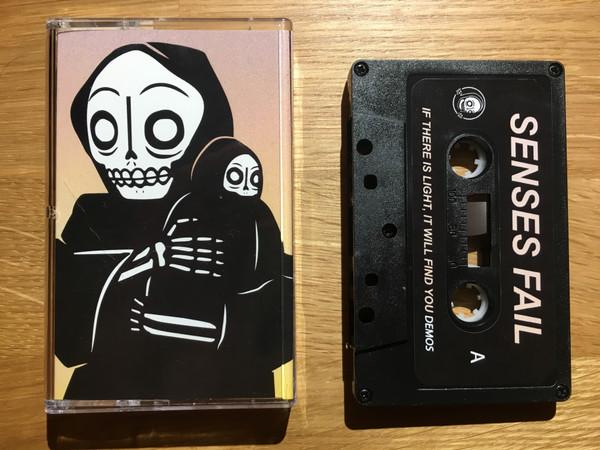 SENSES FAIL
IF THERE IS LIGHT, IT WILL FIND YOU DEMOS
A